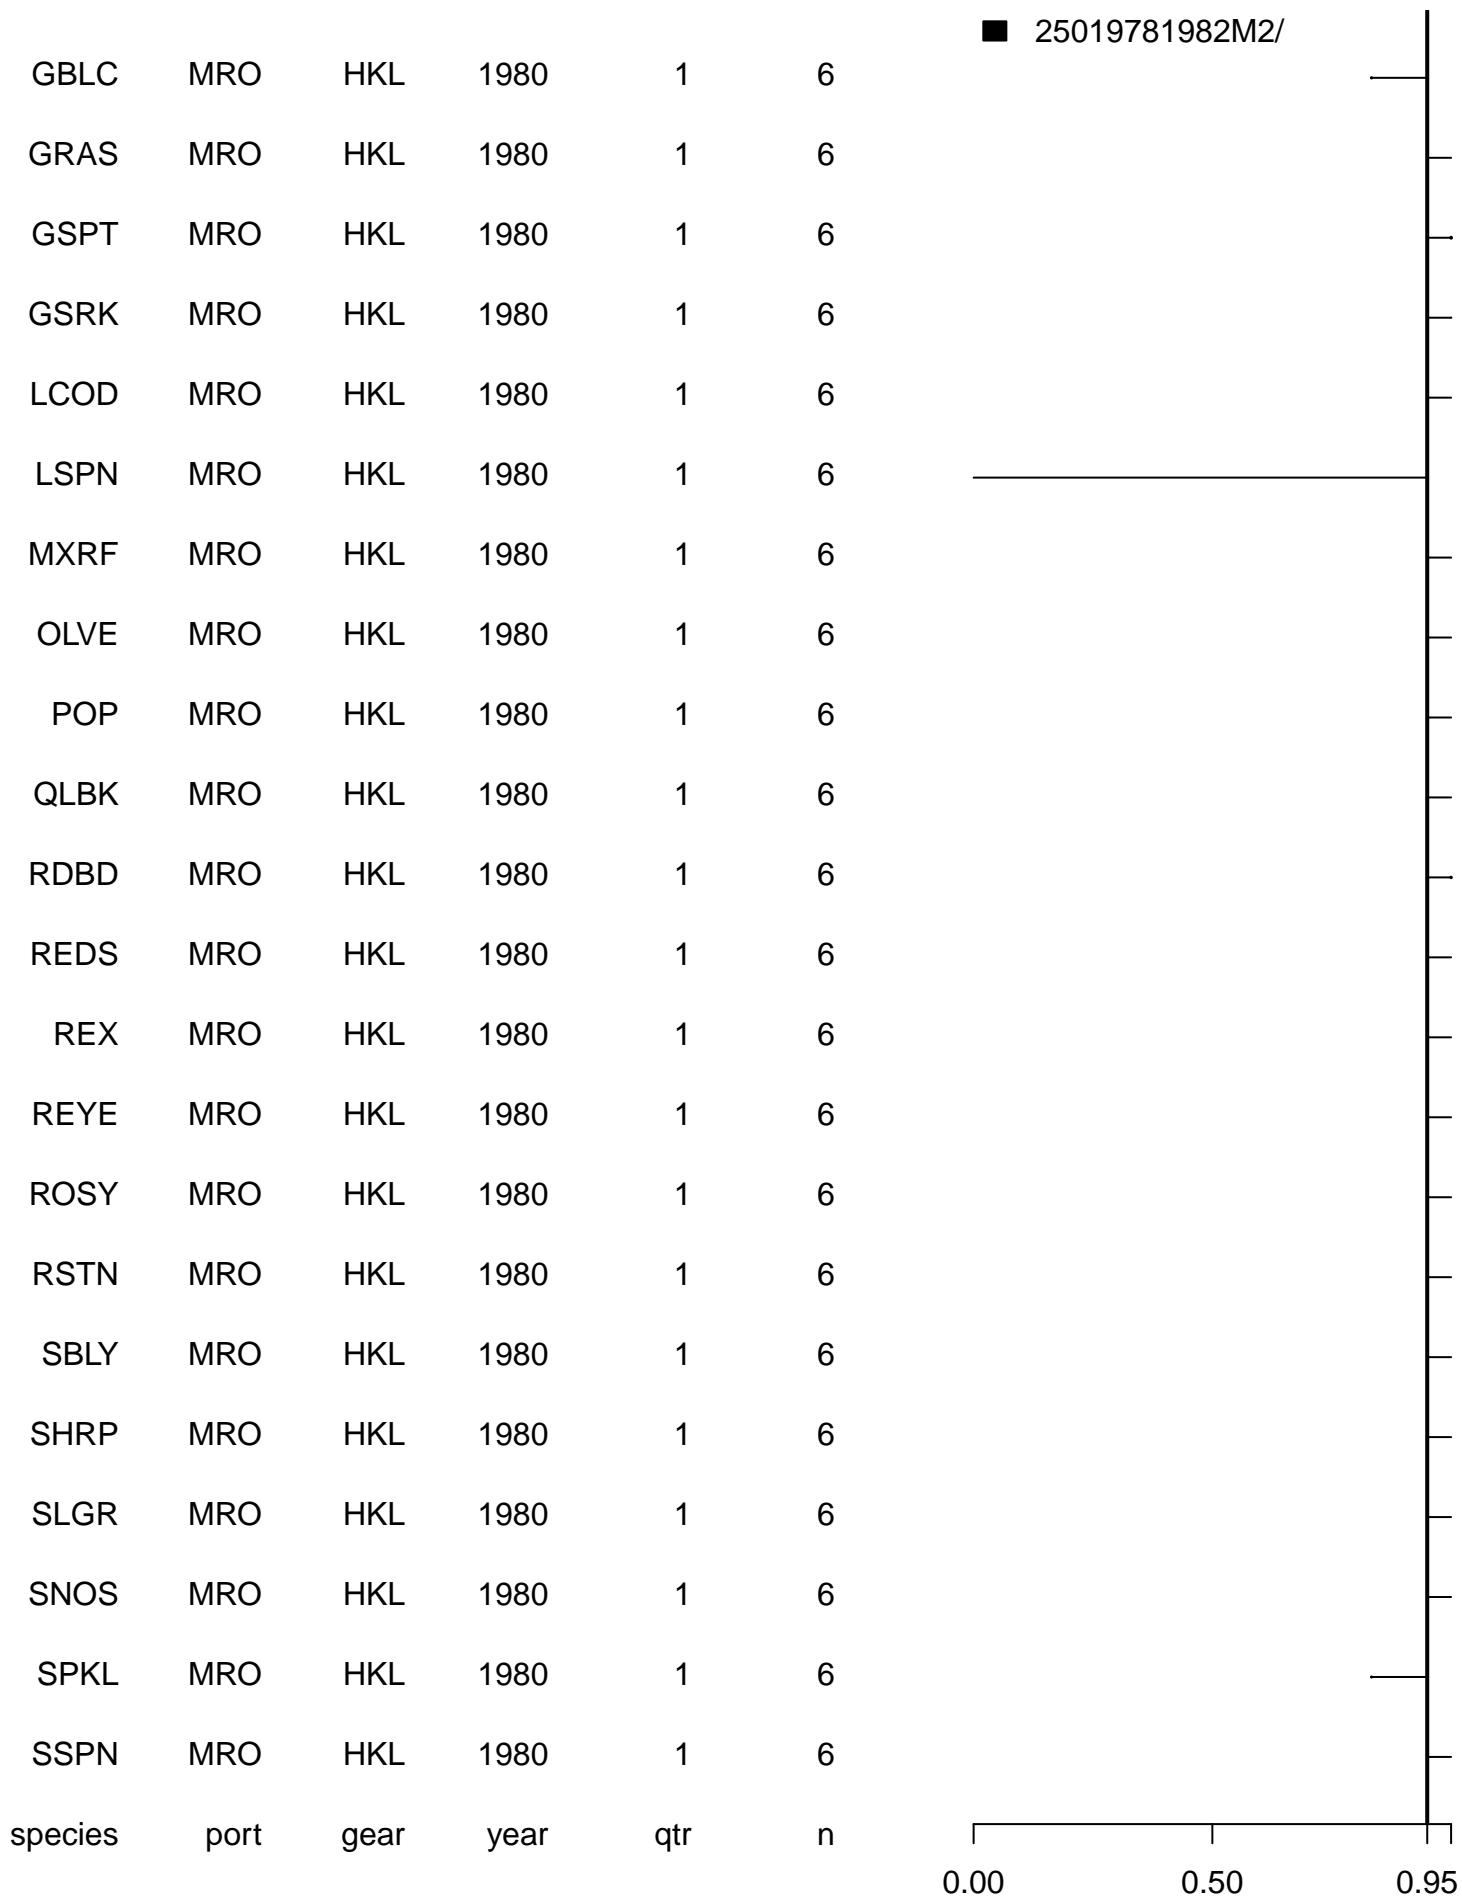 25019781982M2/
GBLC MRO HKL 1980 1 6
GRAS MRO HKL 1980 1 6
GSPT MRO HKL 1980 1 6
GSRK MRO HKL 1980 1 6
LCOD MRO HKL 1980 1 6
LSPN MRO HKL 1980 1 6
MXRF MRO HKL 1980 1 6
OLVE MRO HKL 1980 1 6
POP MRO HKL 1980 1 6
QLBK MRO HKL 1980 1 6
RDBD MRO HKL 1980 1 6
REDS MRO HKL 1980 1 6
REX MRO HKL 1980 1 6
REYE MRO HKL 1980 1 6
ROSY MRO HKL 1980 1 6
RSTN MRO HKL 1980 1 6
SBLY MRO HKL 1980 1 6
SHRP MRO HKL 1980 1 6
SLGR MRO HKL 1980 1 6
SNOS MRO HKL 1980 1 6
SPKL MRO HKL 1980 1 6
SSPN MRO HKL 1980 1 6
species port gear year qtr n
0.00 0.50 0.95